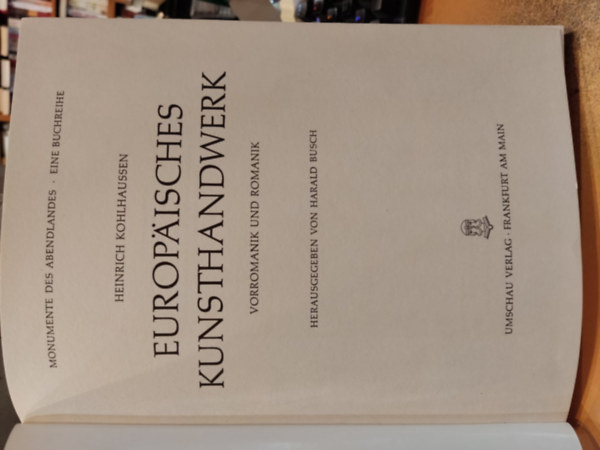 MONUMENTE DES ABENDLANDES · EINE BUCHREIHE
HEINRICH KOHLHAUSSEN
EUROPÄISCHES
KUNSTHANDWERK
VORROMANIK UND ROMANIK
HERAUSGEGEBEN VON HARALD BUSCH
UMSCHAU VERLAG · FRANKFURT AM MAIN